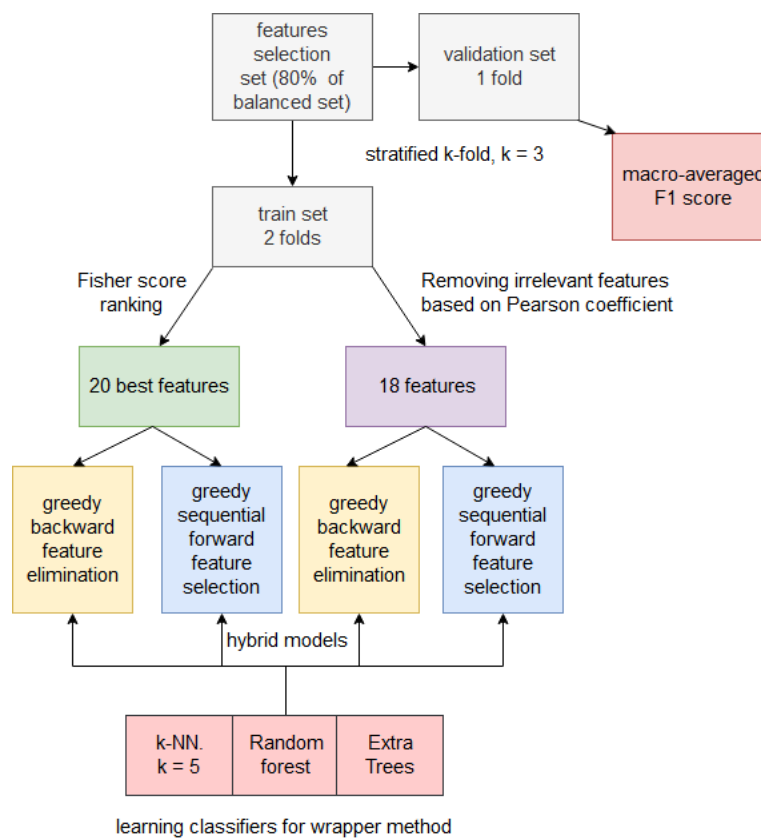 features
selection
set (80% of
balanced set)
validation set
1 fold
stratified k-fold, k = 3
macro-averaged
F1 score
train set
2 folds
Fisher score
ranking
Removing irrelevant features
based on Pearson coefficient
20 best features
18 features
greedy
backward
feature
elimination
greedy
sequential
forward
feature
selection
greedy
backward
feature
elimination
greedy
sequential
forward
feature
selection
hybrid models
k-NN.
k = 5
Random
forest
Extra
Trees
learning classifiers for wrapper method